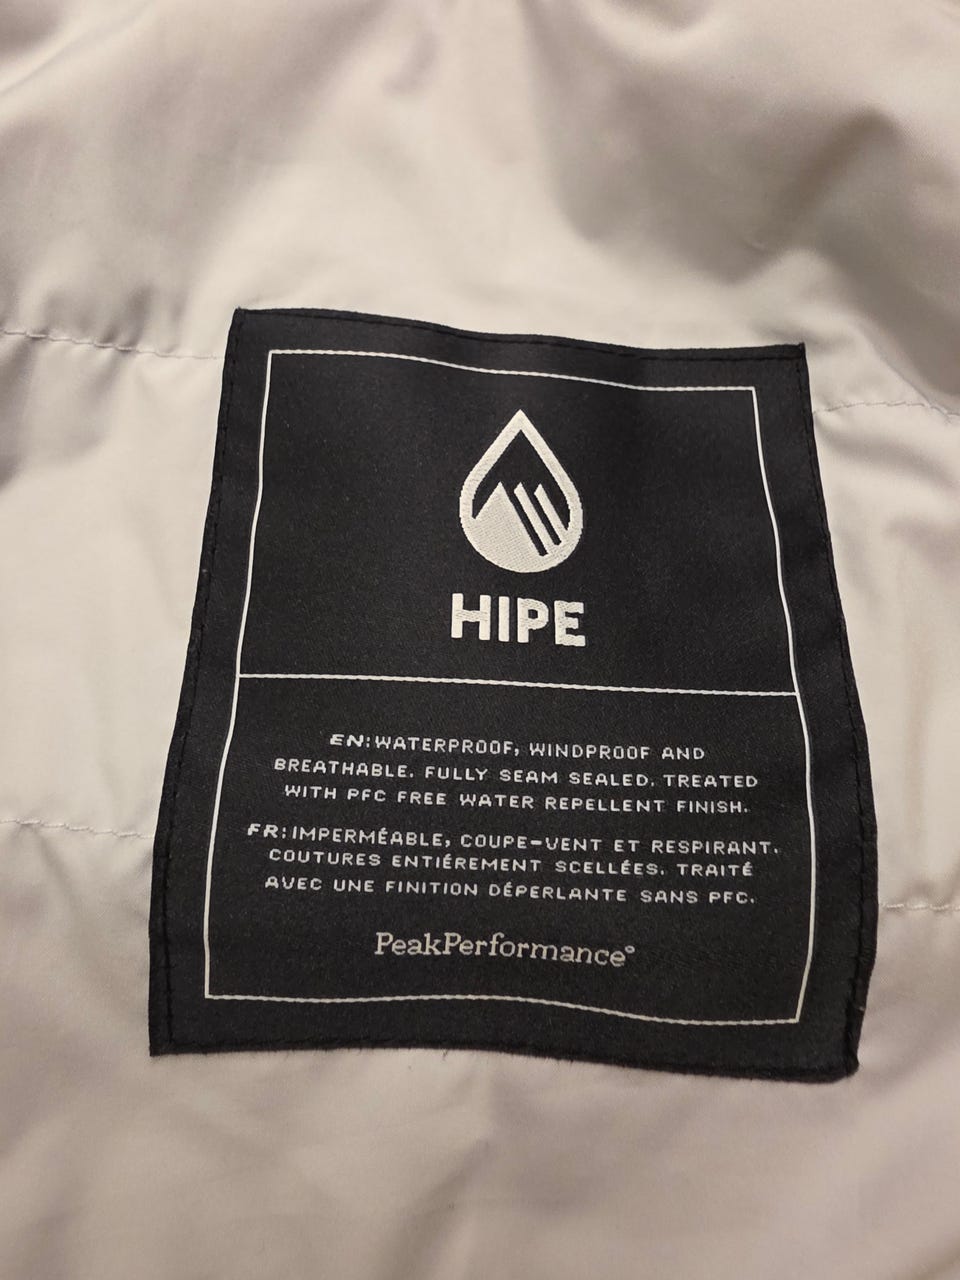 HIPE
EN: WATERPROOF, WINDPROOF AND
BREATHABLE. FULLY SEAM SEALED. TREATED
WITH PFC FREE WATER REPELLENT FINISH.
FR: IMPERMÉABLE, COUPE-VENT ET RESPIRANT.
COUTURES ENTIÉREMENT SCELLÉES. TRAITÉ
AVEC UNE FINITION DÉPERLANTE SANS PFC.
PeakPerformance®